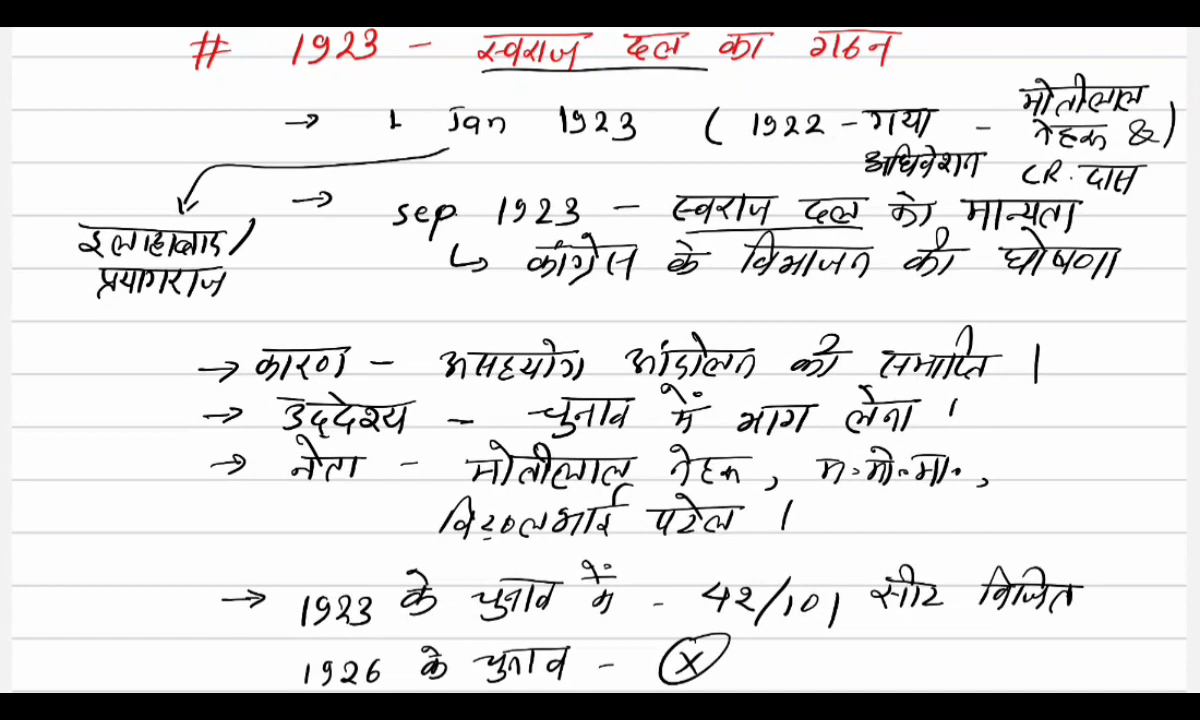 # 1923 - स्वराज दल का गठन
→ 1 Jan 1923 ( 1922 - गया अधिवेशन - मोतीलाल नेहरू & CR. दास )
→ sep 1923 - स्वराज दल को मान्यता
इलाहाबाद/
प्रयागराज
↳ कांग्रेस के विभाजन की घोषणा
→ कारण - असहयोग आंदोलन की समाप्ति ।
→ उद्देश्य - चुनाव में भाग लेना ।
→ नेता - मोतीलाल नेहरू, म.मो.मा.,
विट्ठलभाई पटेल ।
→ 1923 के चुनाव में - 42/101 सीट विजित
1926 के चुनाव - X